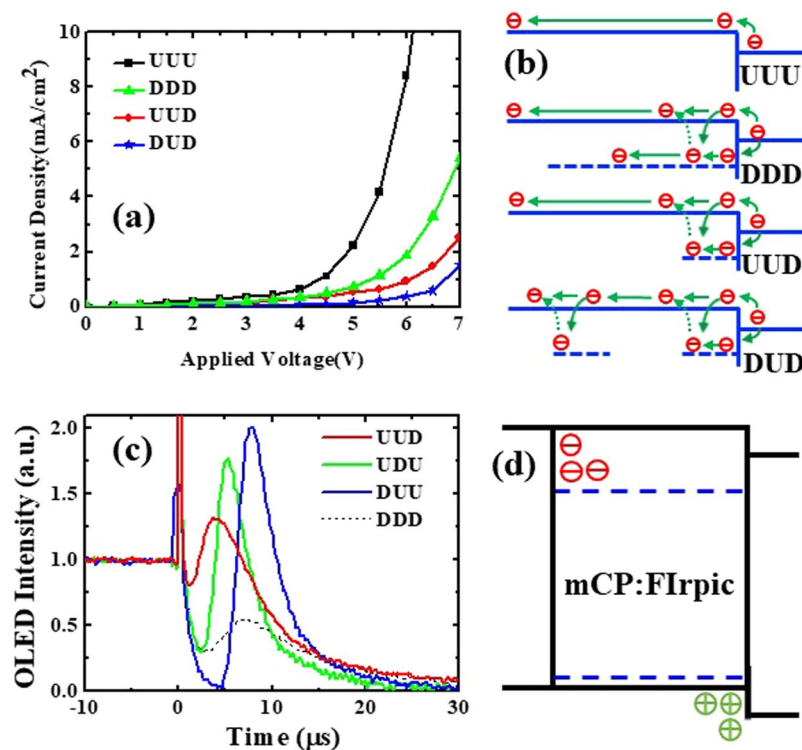 10
8
6
4
2
0
Current Density(mA/cm²)
UUU
DDD
UUD
DUD
(a)
0 1 2 3 4 5 6 7
Applied Voltage(V)
(b)
UUU
DDD
UUD
DUD
2.0
1.5
1.0
0.5
0.0
OLED Intensity (a.u.)
(c)
UUD
UDU
DUU
DDD
-10 0 10 20 30
Time (μs)
(d)
mCP:FIrpic